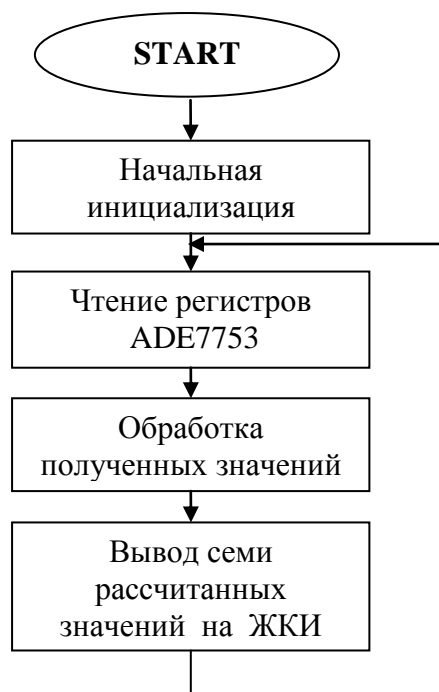 START
Начальная
инициализация
Чтение регистров
ADE7753
Обработка
полученных значений
Вывод семи
рассчитанных
значений на ЖКИ